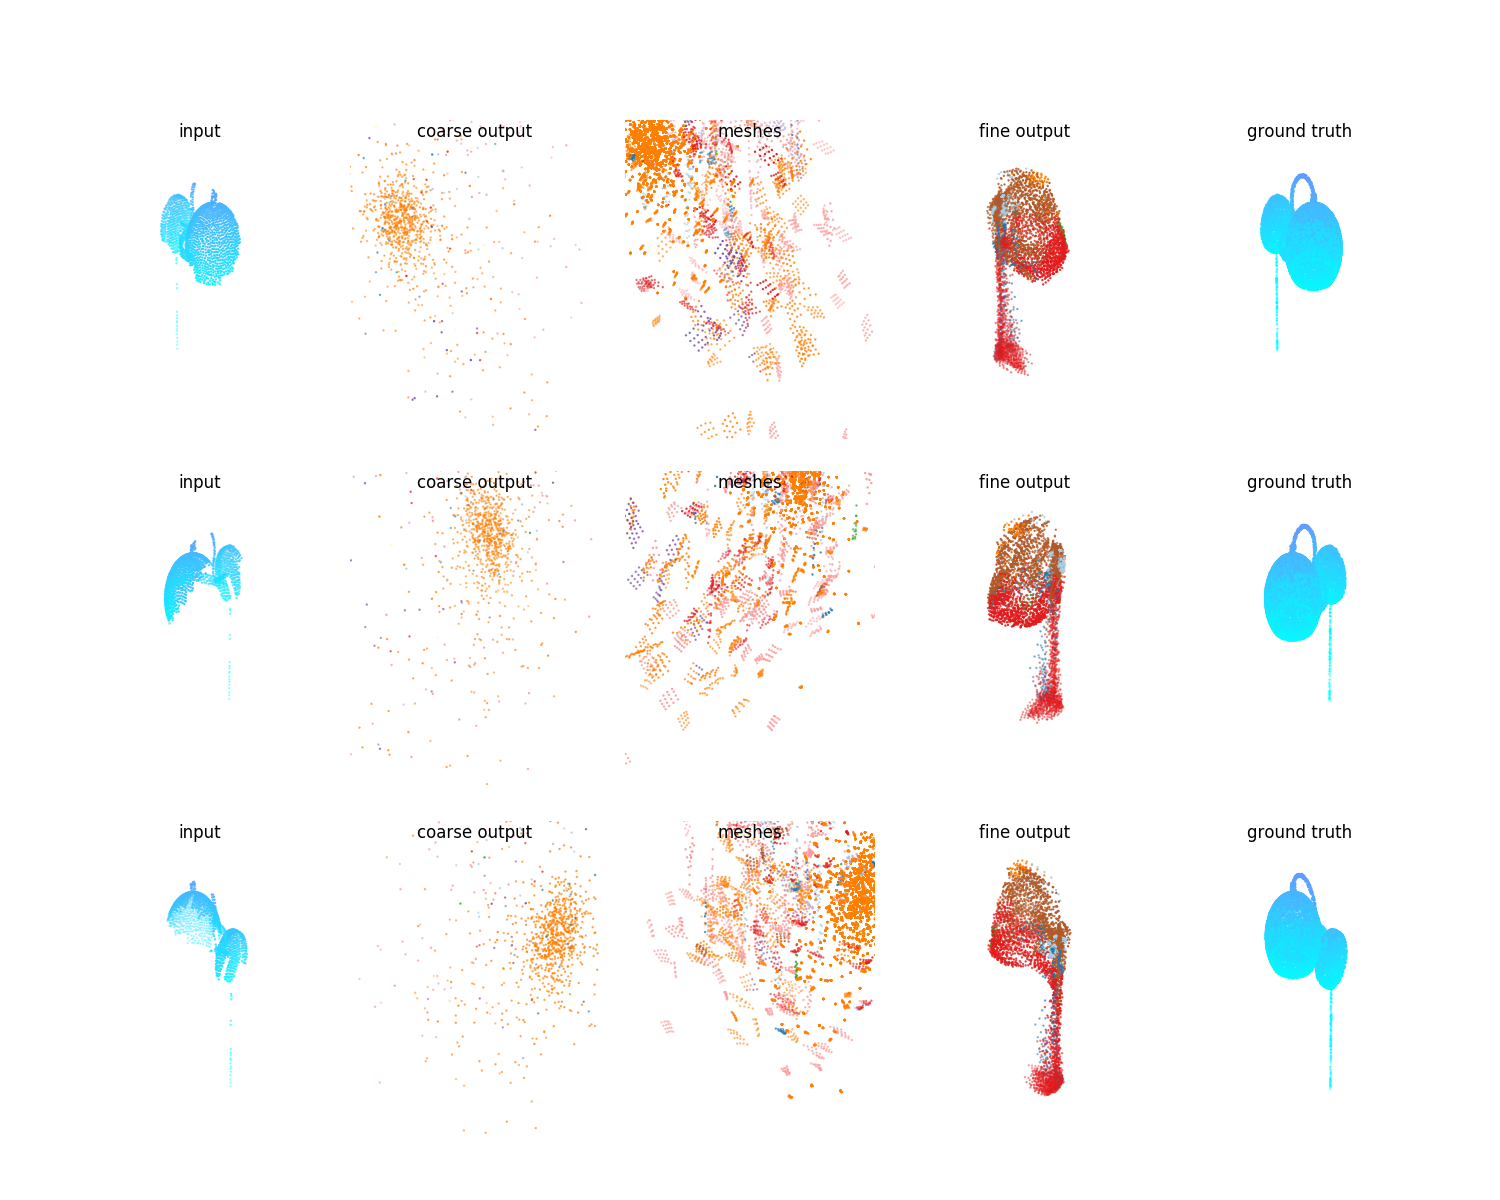 input
coarse output
meshes
fine output
ground truth
input
coarse output
meshes
fine output
ground truth
input
coarse output
meshes
fine output
ground truth